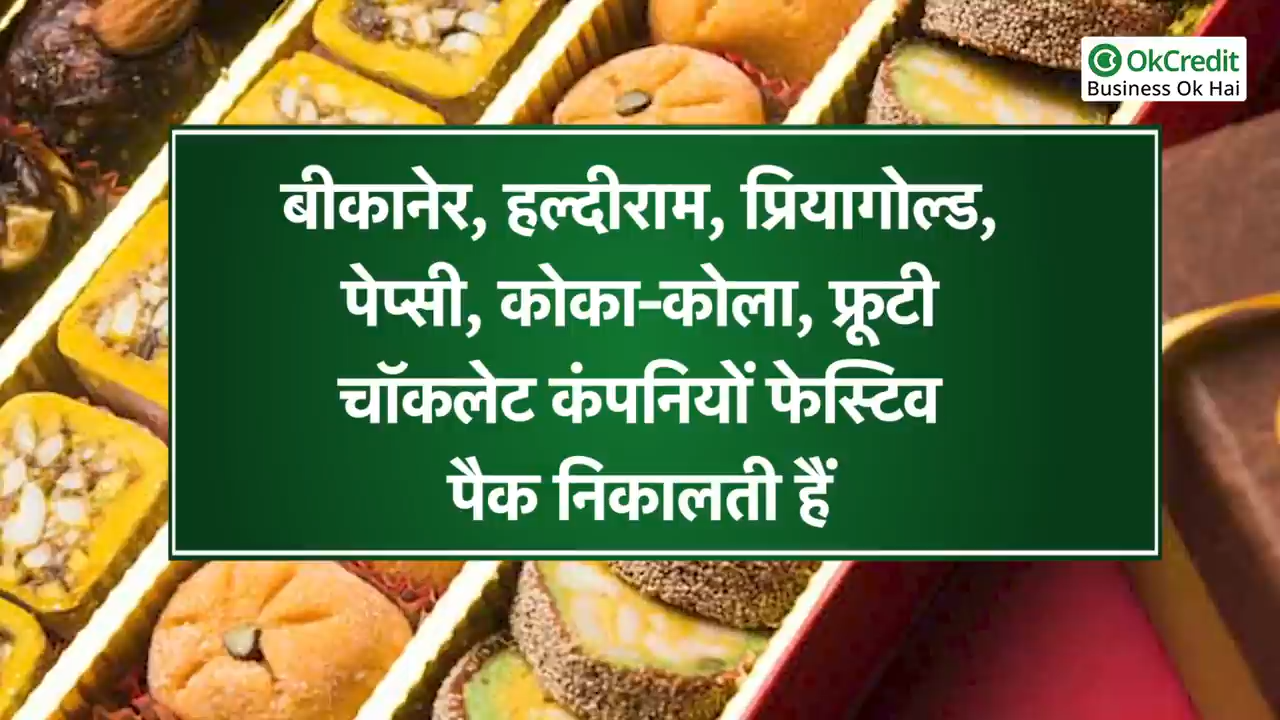 OkCredit
Business Ok Hai
बीकानेर, हल्दीराम, प्रियागोल्ड,
पेप्सी, कोका-कोला, फ्रूटी
चॉकलेट कंपनियों फेस्टिव
पैक निकालती हैं